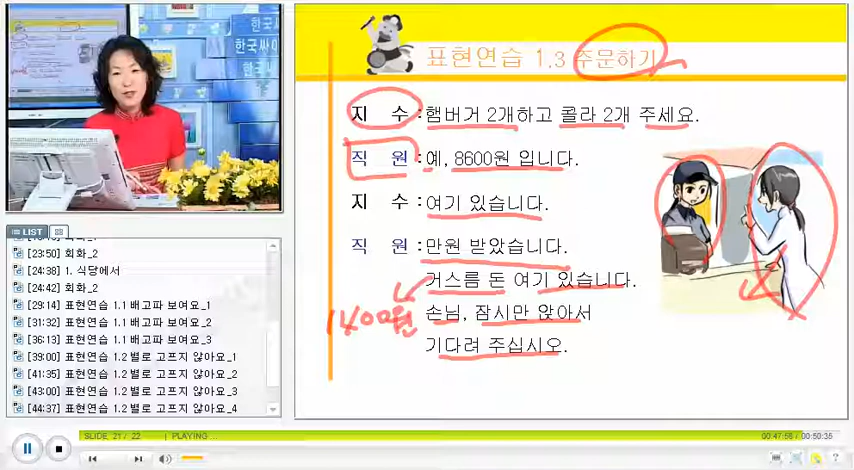 표현연습 1.3 주문하기
지 수 : 햄버거 2개하고 콜라 2개 주세요.
직 원 : 예, 8600원 입니다.
지 수 : 여기 있습니다.
직 원 : 만원 받았습니다.
거스름 돈 여기 있습니다.
1400원
손님, 잠시만 앉아서
기다려 주십시오.
한국싸이
LIST
[23:50] 회화_2
[24:38] 1. 식당에서
[24:42] 회화_2
[29:14] 표현연습 1.1 배고파 보여요_1
[31:32] 표현연습 1.1 배고파 보여요_2
[36:13] 표현연습 1.1 배고파 보여요_3
[39:00] 표현연습 1.2 별로 고프지 않아요_1
[41:35] 표현연습 1.2 별로 고프지 않아요_2
[43:00] 표현연습 1.2 별로 고프지 않아요_3
[44:37] 표현연습 1.2 별로 고프지 않아요_4
SLIDE, 21 / 22 PLAYING...
00:47:56 | 00:50:35